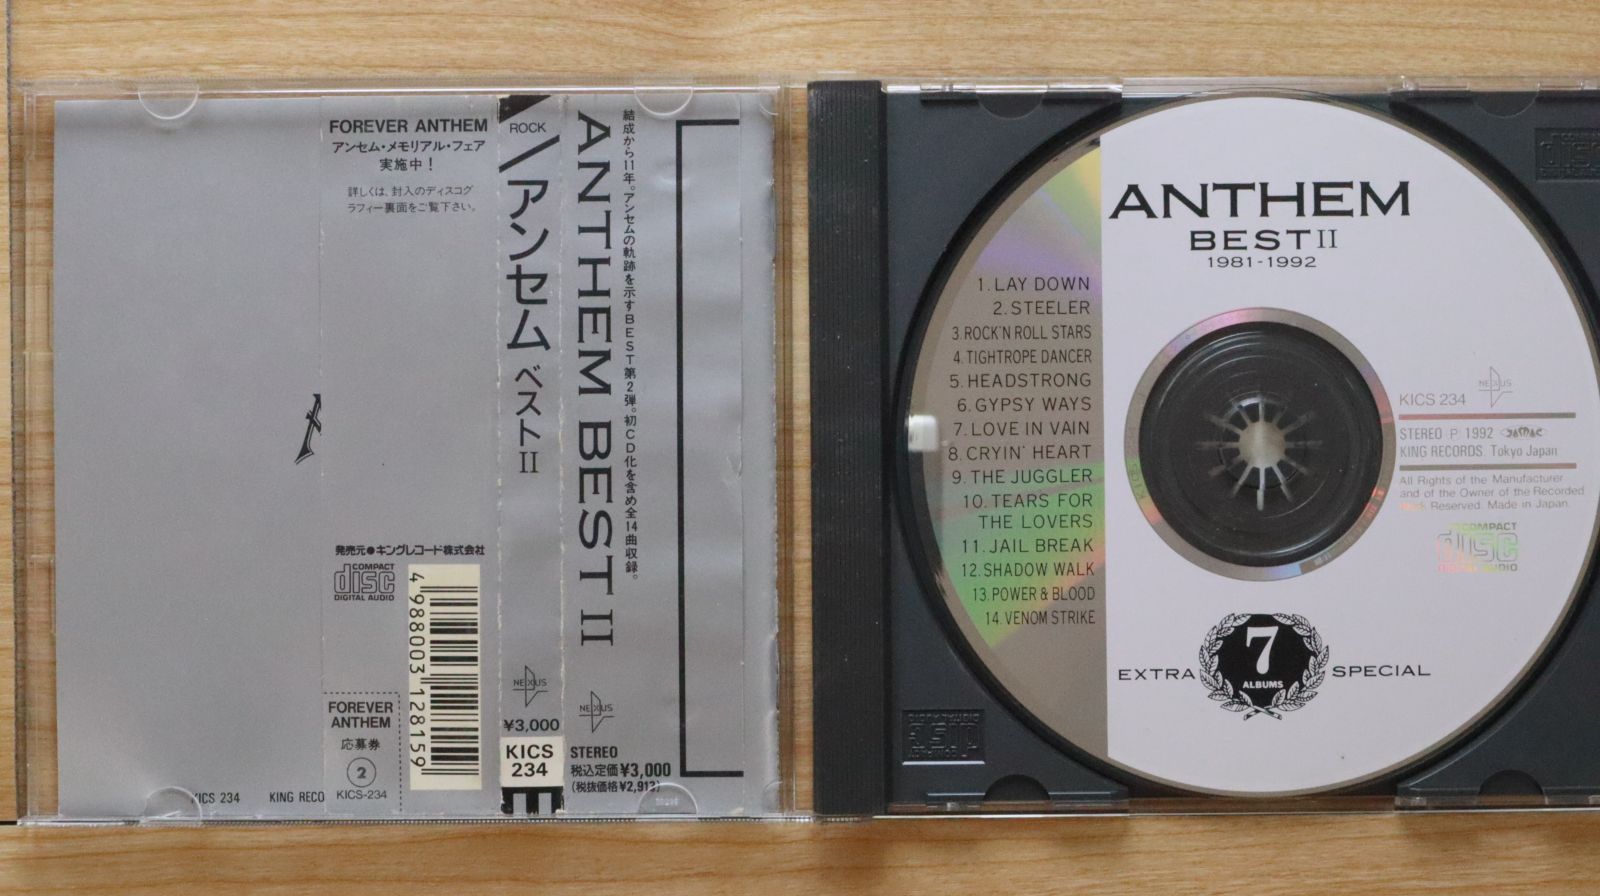 FOREVER ANTHEM
アンセム・メモリアル・フェア
実施中!
詳しくは、封入のディスコグ
ラフィー裏面をご覧下さい。
発売元●キングレコード株式会社
COMPACT
disc
DIGITAL AUDIO
4 988003 128159
FOREVER
ANTHEM
応募券
2
KICS-234
KICS 234
KING RECO
ROCK
アンセム ベスト II
NEXUS
¥3,000
KICS
234
結成から11年。アンセムの軌跡を示すBEST第2弾。初CD化を含め全14曲収録。
ANTHEM BEST II
NEXUS
STEREO
税込定価¥3,000
(税抜価格¥2,913)
ANTHEM
BEST II
1981-1992
1. LAY DOWN
2. STEELER
3. ROCK'N ROLL STARS
4. TIGHTROPE DANCER
5. HEADSTRONG
6. GYPSY WAYS
7. LOVE IN VAIN
8. CRYIN' HEART
9. THE JUGGLER
10. TEARS FOR
THE LOVERS
11. JAIL BREAK
12. SHADOW WALK
13. POWER & BLOOD
14. VENOM STRIKE
KICS 234
NEXUS
STEREO P 1992 JASRAC
KING RECORDS. Tokyo Japan
All Rights of the Manufacturer
and of the Owner of the Recorded
Work Reserved. Made in Japan.
COMPACT
disc
DIGITAL AUDIO
EXTRA
7
ALBUMS
SPECIAL